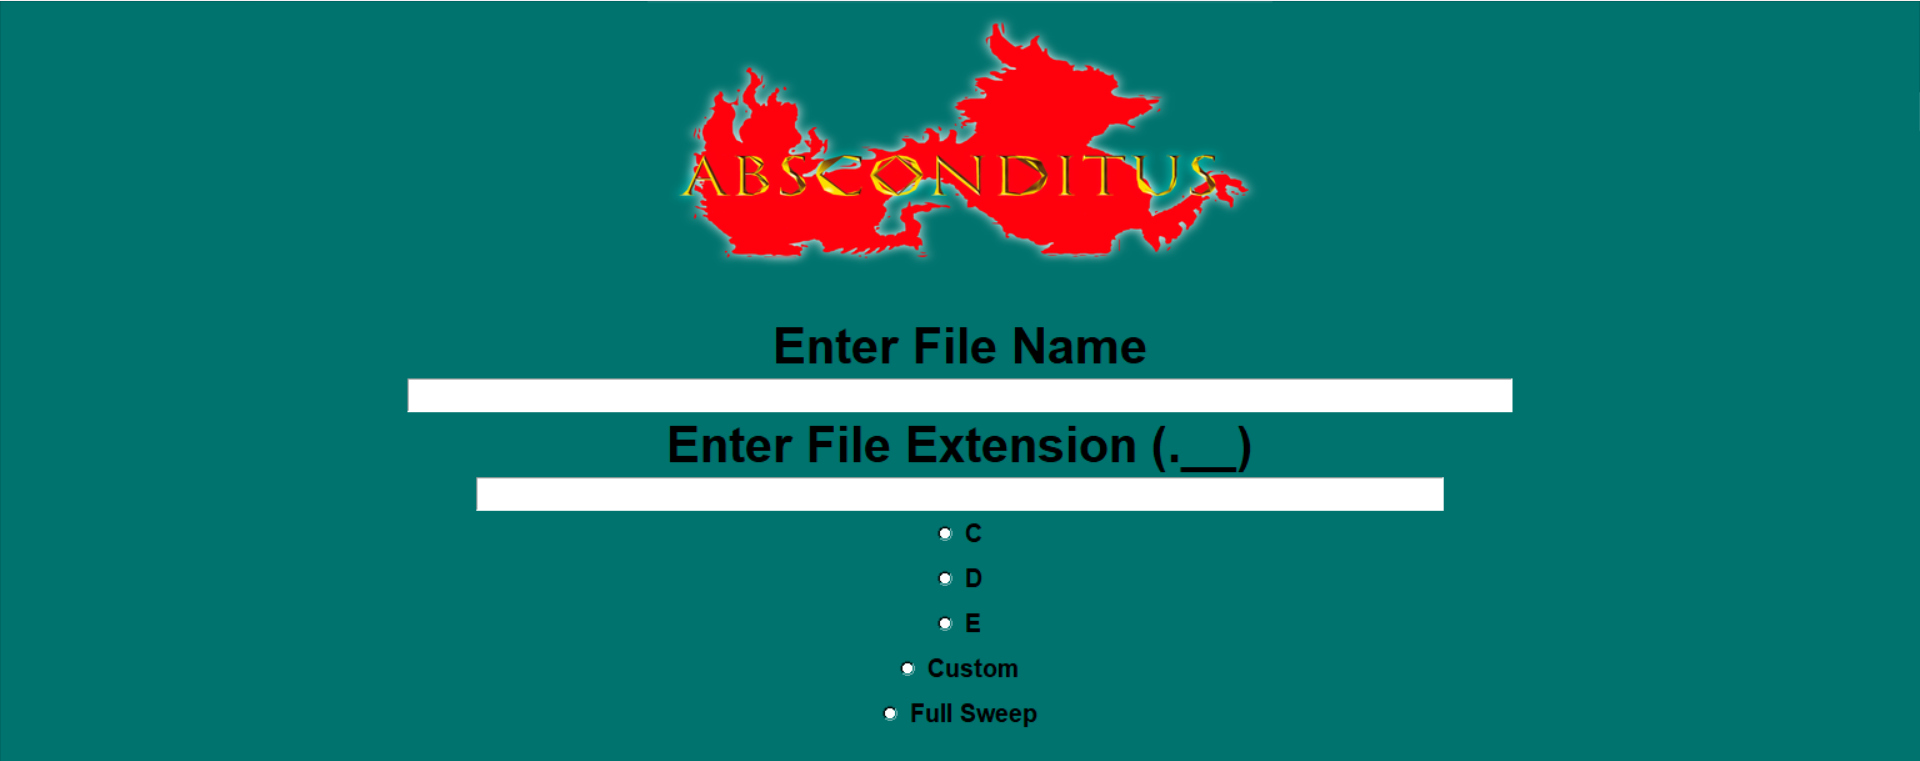 ABSCONDITUS
Enter File Name
Enter File Extension (.__)
C
D
E
Custom
Full Sweep